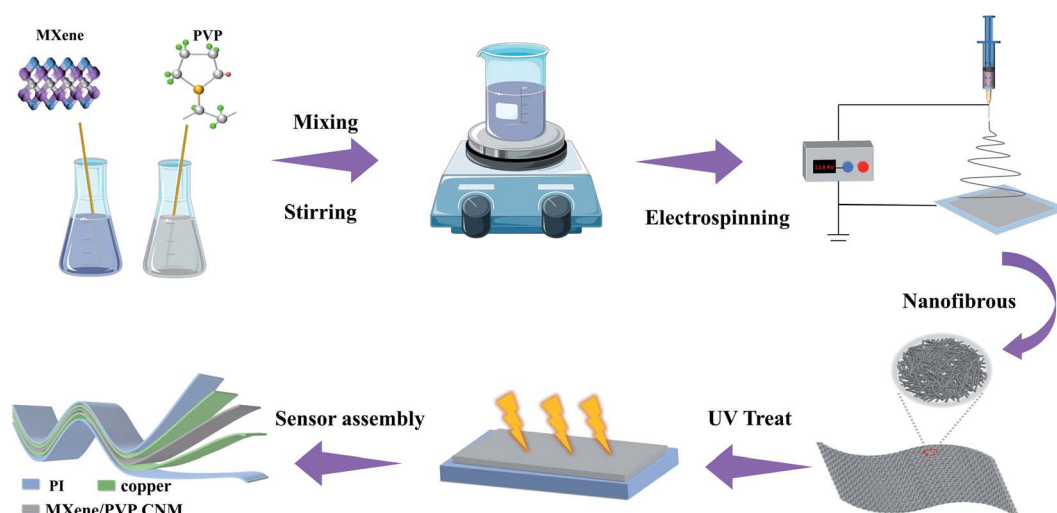 MXene
PVP
Mixing
Stirring
Electrospinning
Nanofibrous
UV Treat
Sensor assembly
PI
copper
MXene/PVP CNM